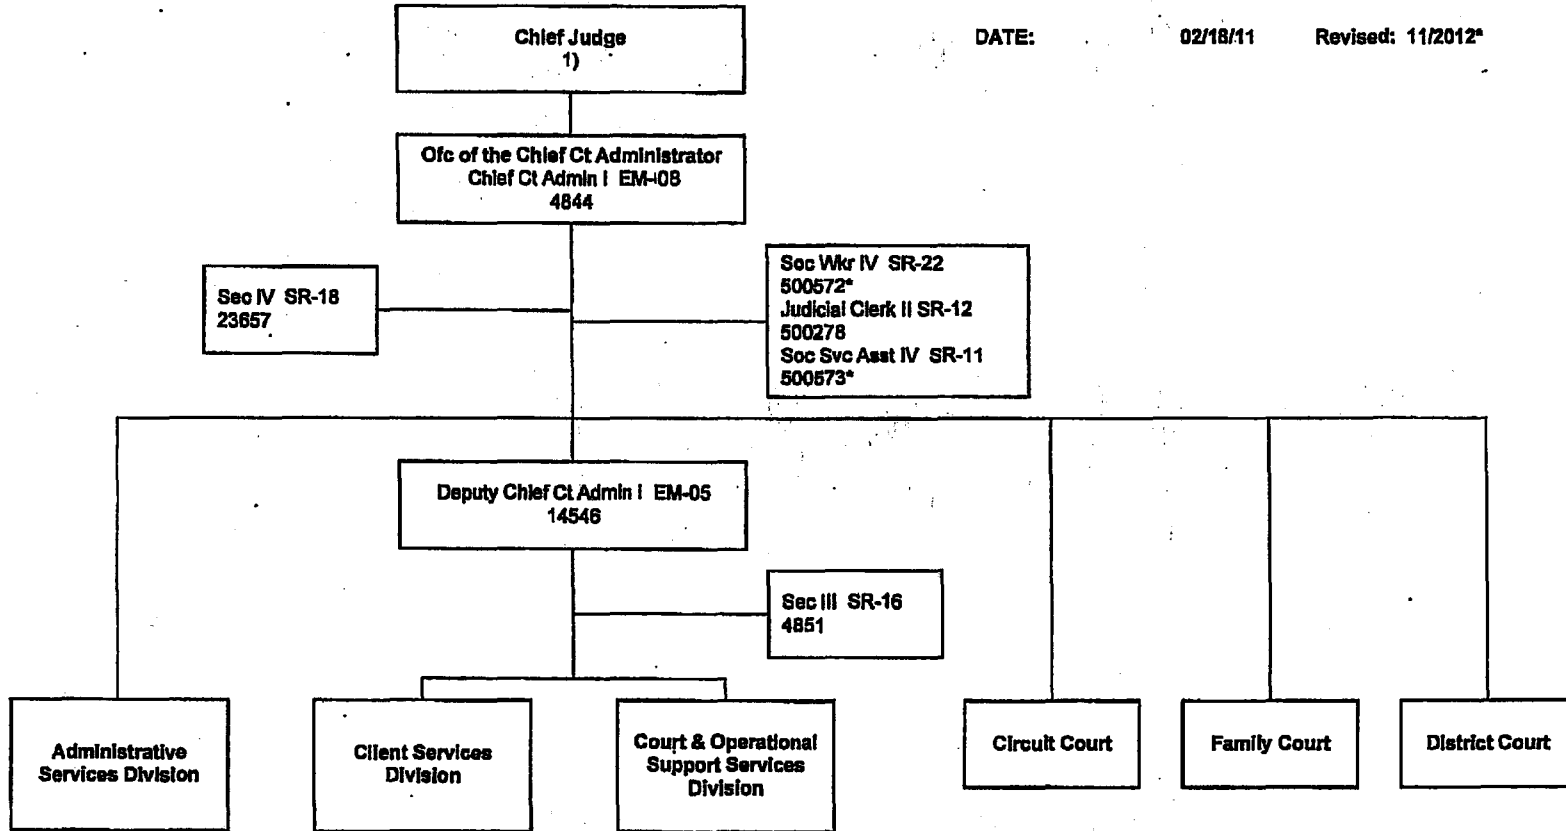 Chief Judge
1)
DATE: 02/18/11 Revised: 11/2012*
Ofc of the Chief Ct Administrator
Chief Ct Admin I EM-08
4844
Sec IV SR-18
23657
Soc Wkr IV SR-22
500572*
Judicial Clerk II SR-12
500278
Soc Svc Asst IV SR-11
500573*
Deputy Chief Ct Admin I EM-05
14546
Sec III SR-16
4851
Administrative
Services Division
Client Services
Division
Court & Operational
Support Services
Division
Circuit Court
Family Court
District Court